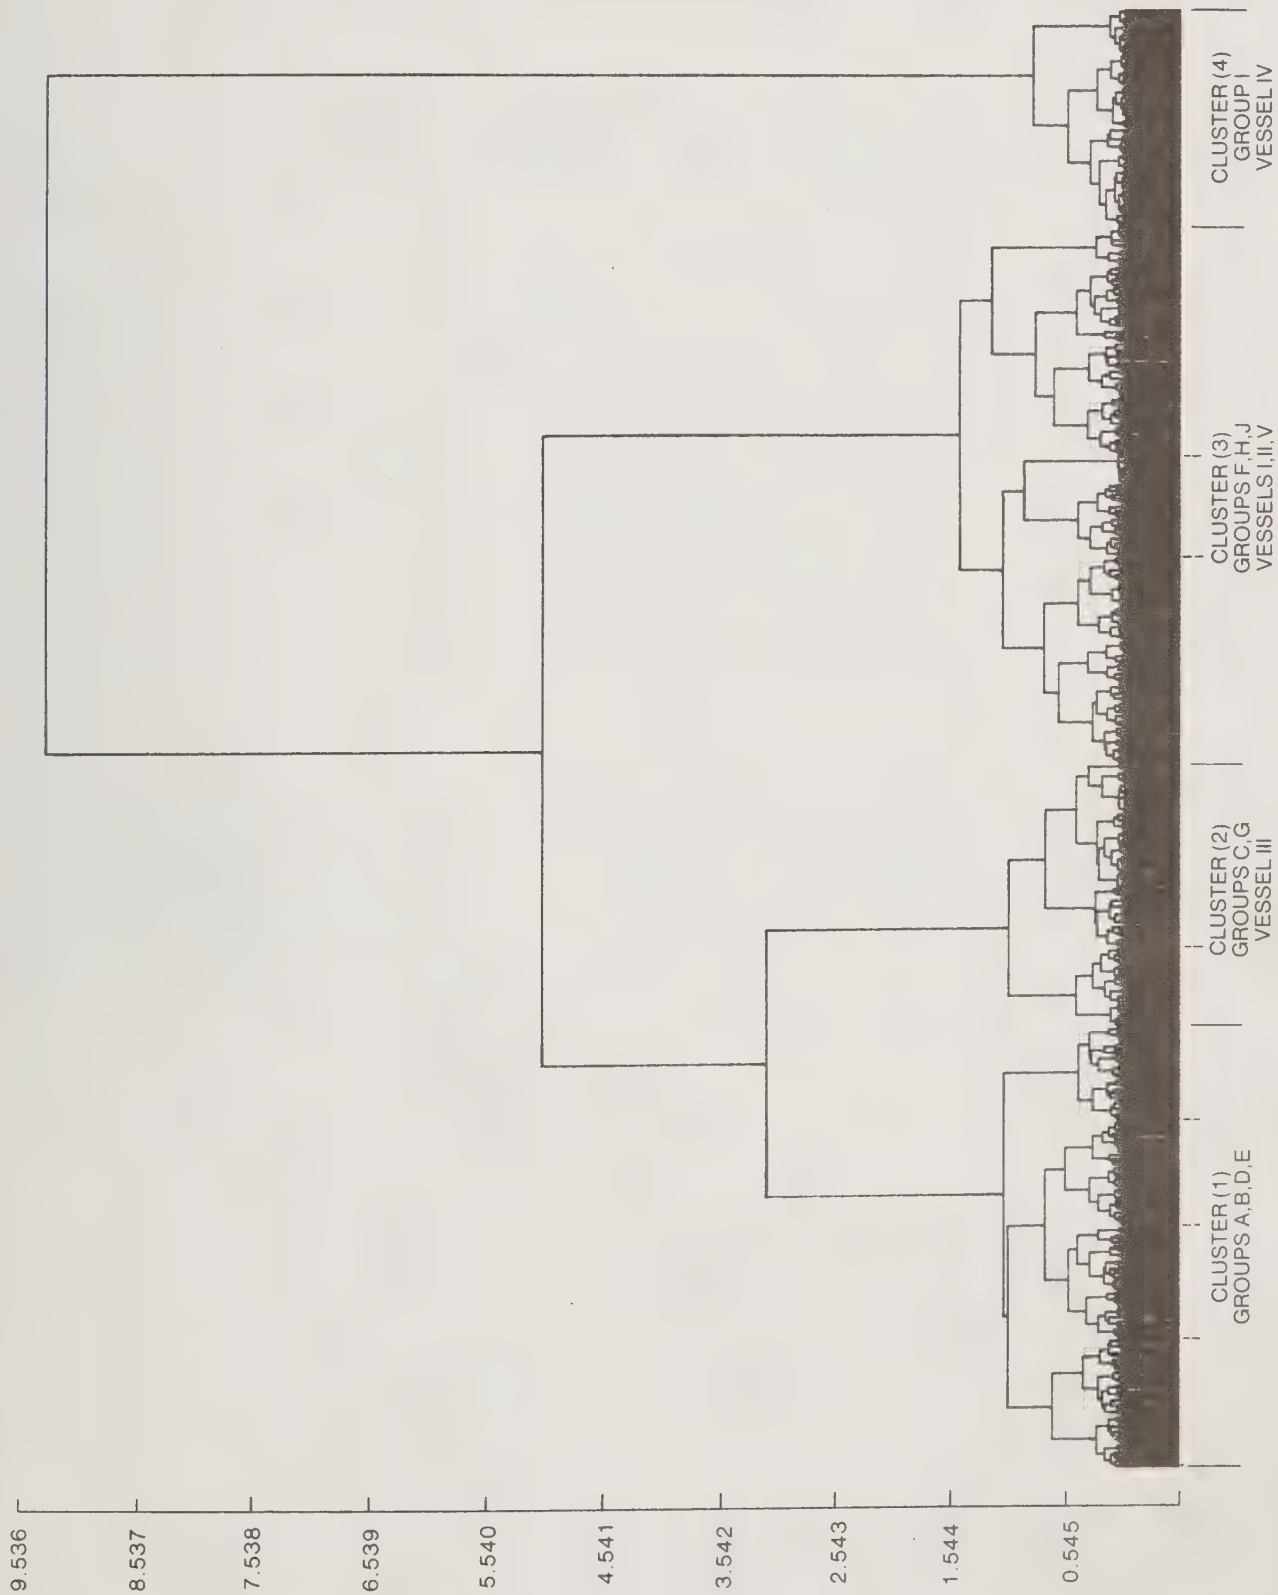 9.536
8.537
7.538
6.539
5.540
4.541
3.542
2.543
1.544
0.545
CLUSTER (1)
GROUPS A,B,D,E
CLUSTER (2)
GROUPS C,G
VESSEL III
CLUSTER (3)
GROUPS F,H,J
VESSELS I,II,V
CLUSTER (4)
GROUP I
VESSEL IV